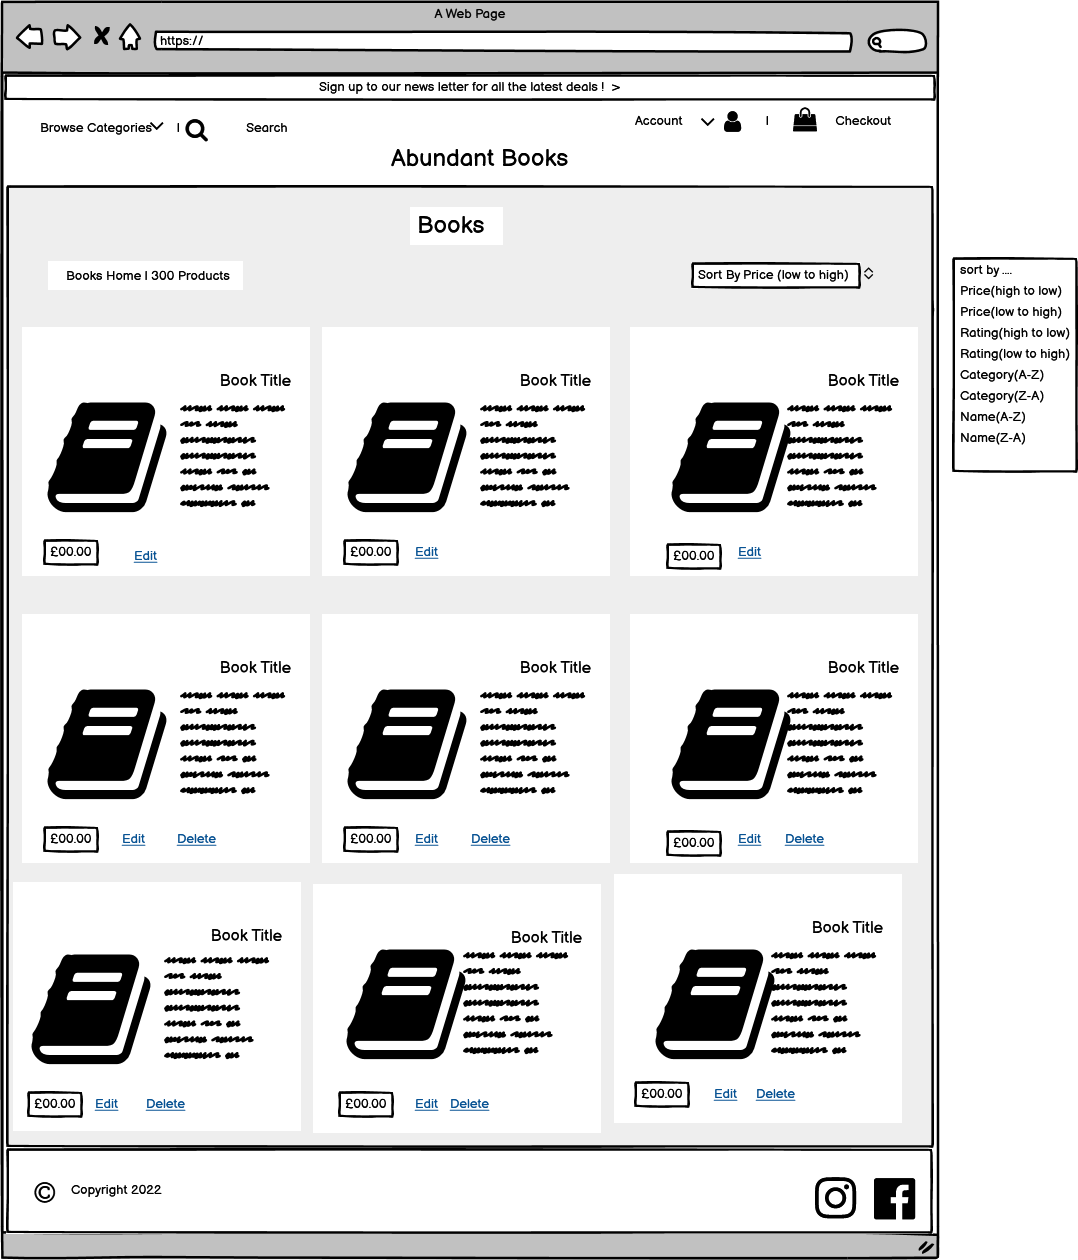 A Web Page
https://
Sign up to our news letter for all the latest deals ! >
Browse Categories | Search Account | Checkout
Abundant Books
Books
Books Home | 300 Products
Sort By Price (low to high)
sort by ....
Price(high to low)
Price(low to high)
Rating(high to low)
Rating(low to high)
Category(A-Z)
Category(Z-A)
Name(A-Z)
Name(Z-A)
Book Title
£00.00 Edit
Book Title
£00.00 Edit
Book Title
£00.00 Edit
Book Title
£00.00 Edit Delete
Book Title
£00.00 Edit Delete
Book Title
£00.00 Edit Delete
Book Title
£00.00 Edit Delete
Book Title
£00.00 Edit Delete
Book Title
£00.00 Edit Delete
© Copyright 2022